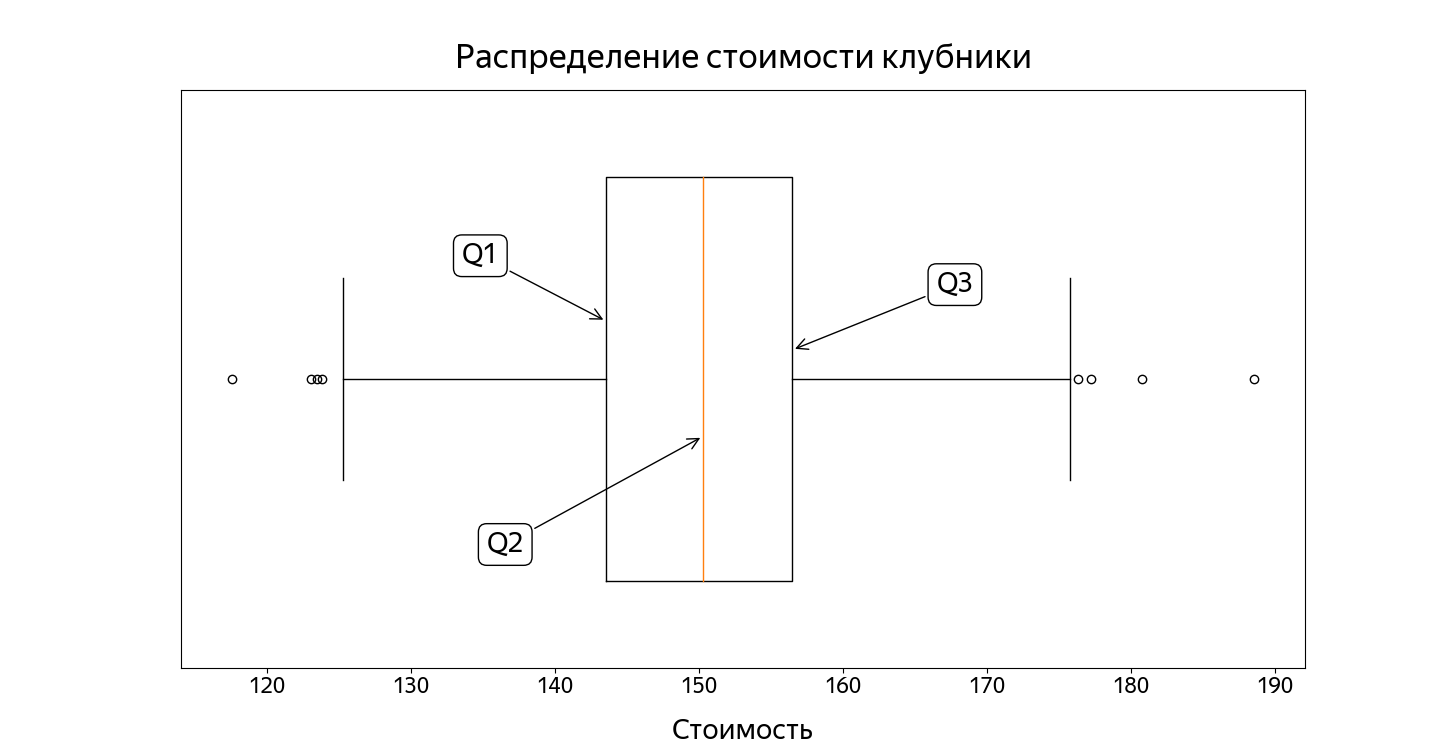 Распределение стоимости клубники
Q1
Q3
Q2
120 130 140 150 160 170 180 190
Стоимость